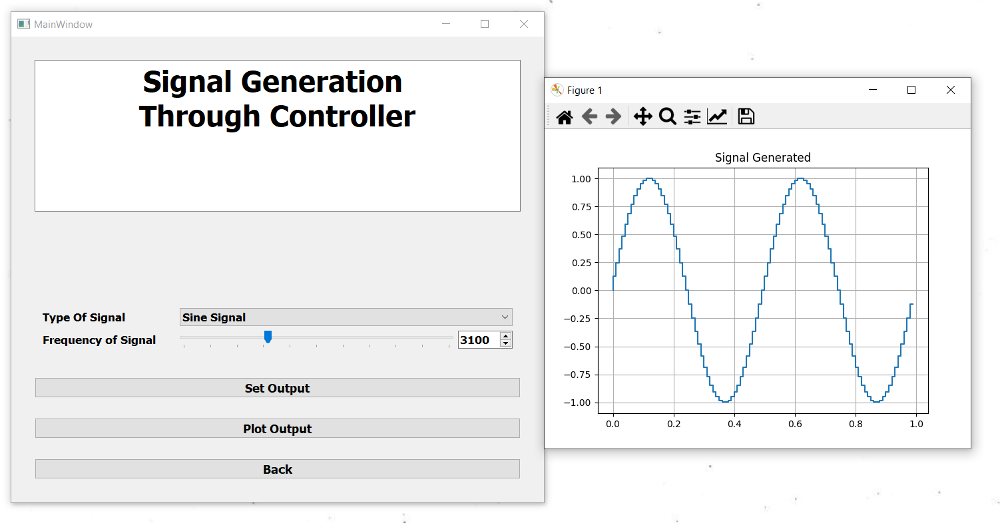 MainWindow
Signal Generation
Through Controller
Type Of Signal
Sine Signal
Frequency of Signal
3100
Set Output
Plot Output
Back
Figure 1
Signal Generated
1.00
0.75
0.50
0.25
0.00
−0.25
−0.50
−0.75
−1.00
0.0 0.2 0.4 0.6 0.8 1.0